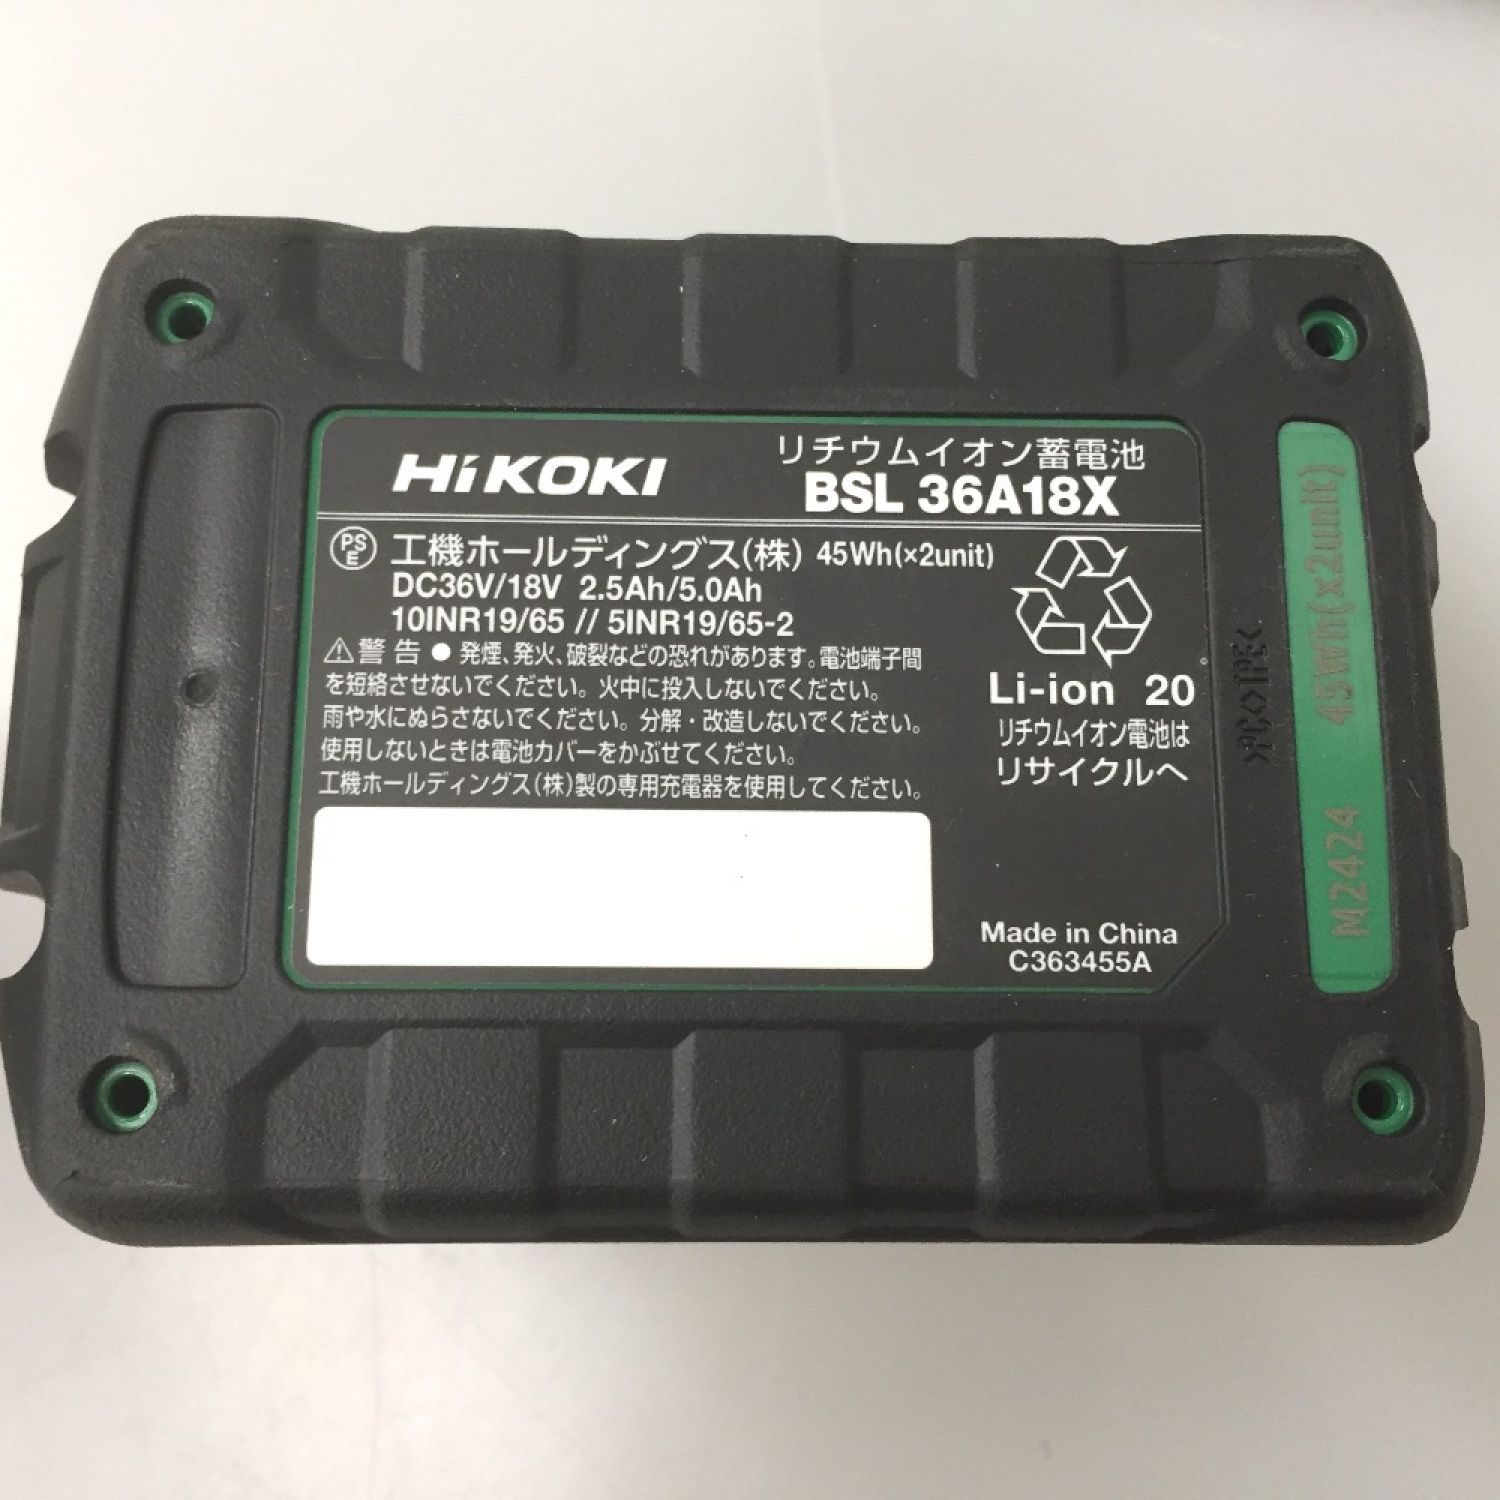 HiKOKI
リチウムイオン蓄電池
BSL 36A18X
PS
E
工機ホールディングス(株) 45Wh(×2unit)
DC36V/18V 2.5Ah/5.0Ah
10INR19/65 // 5INR19/65-2
⚠警告 ● 発煙、発火、破裂などの恐れがあります。電池端子間
を短絡させないでください。火中に投入しないでください。
雨や水にぬらさないでください。分解・改造しないでください。
使用しないときは電池カバーをかぶせてください。
工機ホールディングス(株)製の専用充電器を使用してください。
Li-ion 20
リチウムイオン電池は
リサイクルへ
Made in China
C363455A
>PC<>TPE<
M2424 45Wh(x2unit)